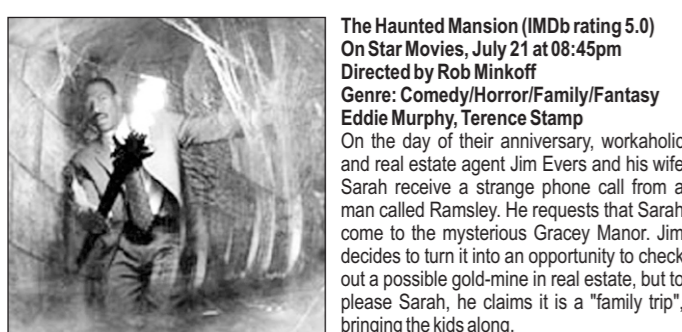 The Haunted Mansion (IMDb rating 5.0)
On Star Movies, July 21 at 08:45pm
Directed by Rob Minkoff
Genre: Comedy/Horror/Family/Fantasy
Eddie Murphy, Terence Stamp
On the day of their anniversary, workaholic
and real estate agent Jim Evers and his wife
Sarah receive a strange phone call from a
man called Ramsley. He requests that Sarah
come to the mysterious Gracey Manor. Jim
decides to turn it into an opportunity to check
out a possible gold-mine in real estate, but to
please Sarah, he claims it is a "family trip",
bringing the kids along.